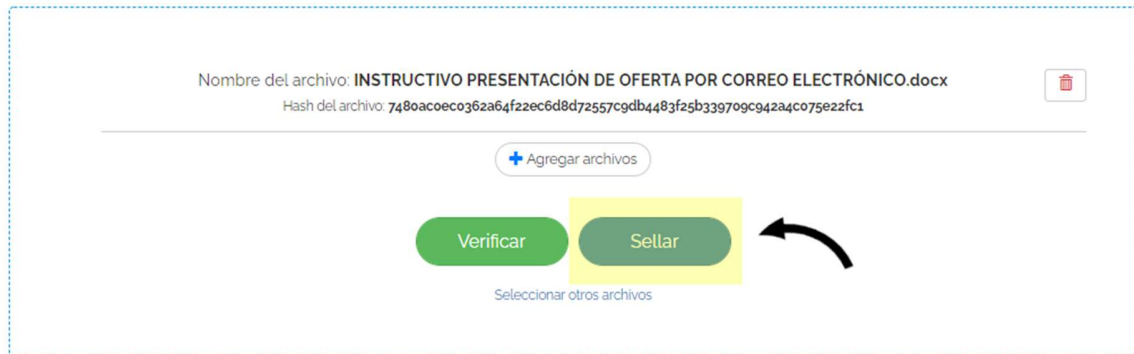 Nombre del archivo: INSTRUCTIVO PRESENTACIÓN DE OFERTA POR CORREO ELECTRÓNICO.docx
Hash del archivo: 7480ac0ec0362a64f22ec6d8d72557c9db4483f25b339709c942a4c075e22fc1
Agregar archivos
Verificar
Sellar
Seleccionar otros archivos